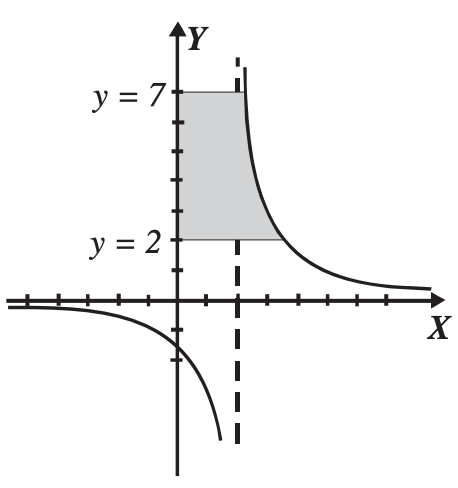 Y
y = 7
y = 2
X